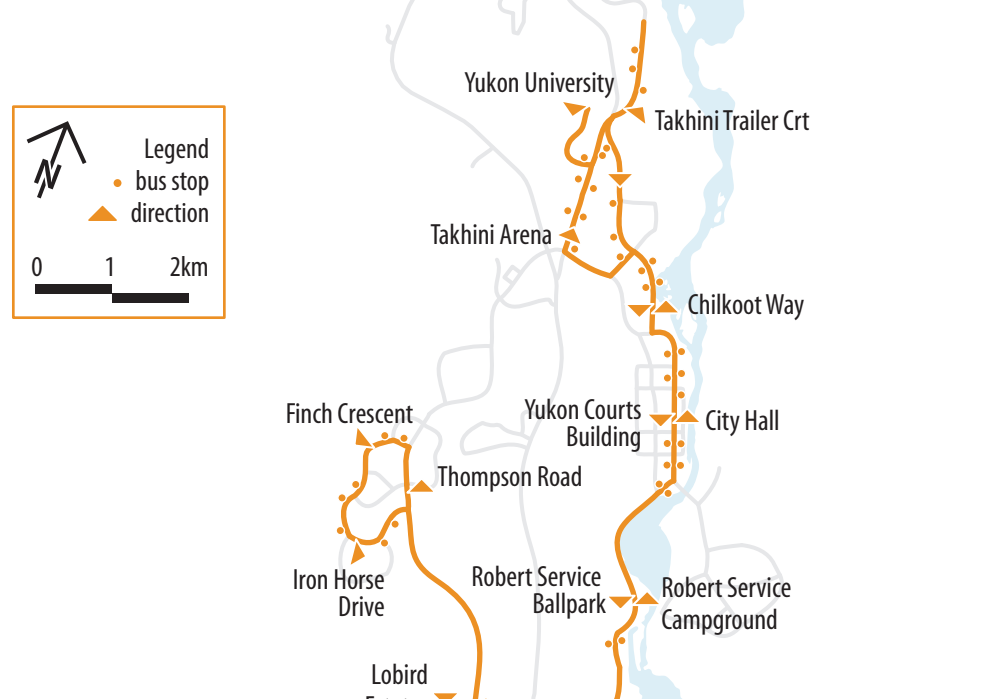 Yukon University
Takhini Trailer Crt
Legend
bus stop
direction
N
0 1 2km
Takhini Arena
Chilkoot Way
Finch Crescent
Yukon Courts
Building
City Hall
Thompson Road
Iron Horse
Drive
Robert Service
Ballpark
Robert Service
Campground
Lobird